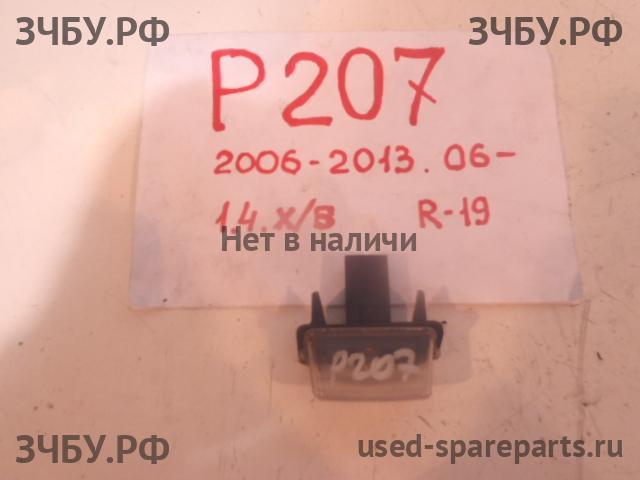 ЗЧБУ.РФ ЗЧБУ.РФ
P207
2006-2013. 06-
1.4. х/в R-19
Нет в наличи
P207
ЗЧБУ.РФ used-spareparts.ru